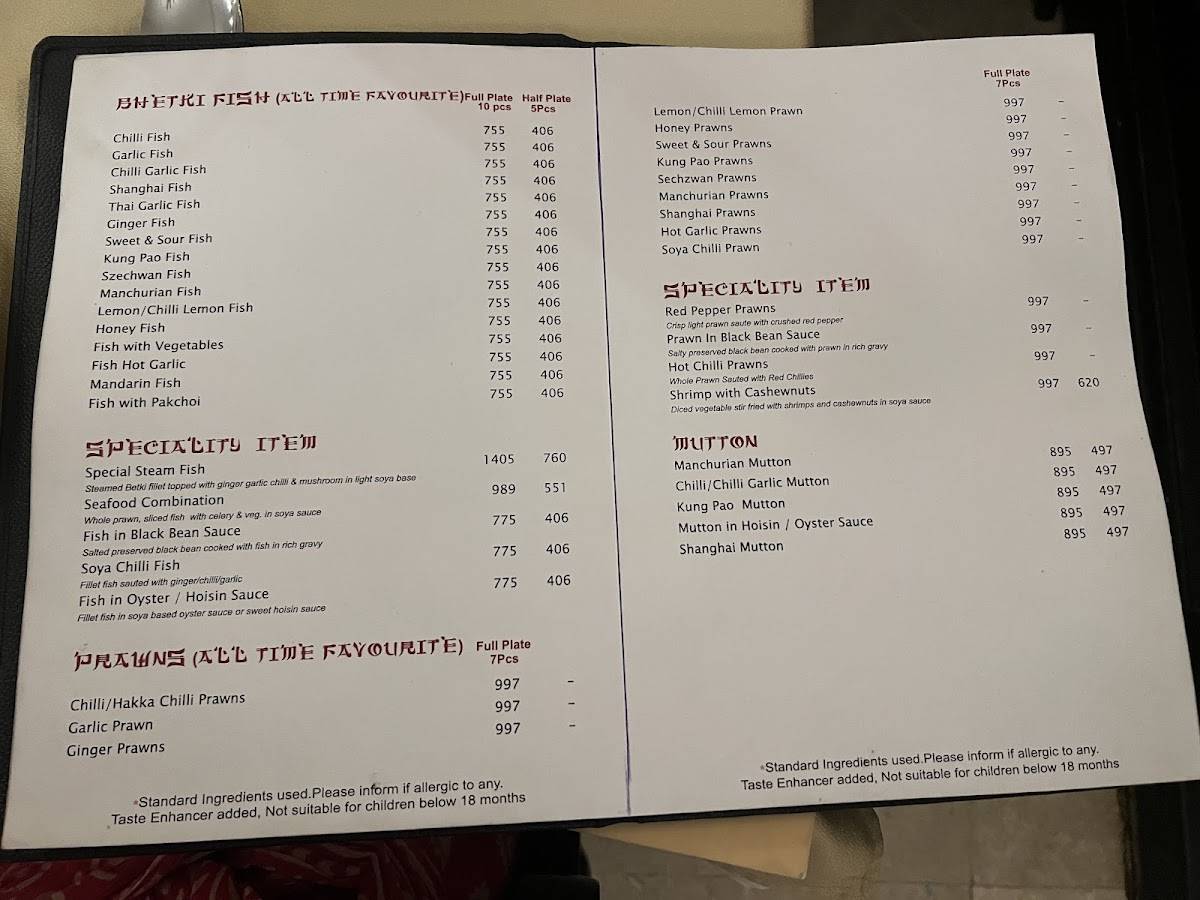 BHETKI FISH (ALL TIME FAVOURITE) Full Plate Half Plate
10 pcs 5Pcs
Chilli Fish 755 406
Garlic Fish 755 406
Chilli Garlic Fish 755 406
Shanghai Fish 755 406
Thai Garlic Fish 755 406
Ginger Fish 755 406
Sweet & Sour Fish 755 406
Kung Pao Fish 755 406
Szechwan Fish 755 406
Manchurian Fish 755 406
Lemon/Chilli Lemon Fish 755 406
Honey Fish 755 406
Fish with Vegetables 755 406
Fish Hot Garlic 755 406
Mandarin Fish 755 406
Fish with Pakchoi 755 406
SPECIALITY ITEM
Special Steam Fish 1405 760
Steamed Betki fillet topped with ginger garlic chilli & mushroom in light soya base
Seafood Combination 989 551
Whole prawn, sliced fish with celery & veg. in soya sauce
Fish in Black Bean Sauce 775 406
Salted preserved black bean cooked with fish in rich gravy
Soya Chilli Fish 775 406
Fillet fish sauted with ginger/chilli/garlic
Fish in Oyster / Hoisin Sauce 775 406
Fillet fish in soya based oyster sauce or sweet hoisin sauce
PRAWNS (ALL TIME FAVOURITE) Full Plate
7Pcs
Chilli/Hakka Chilli Prawns 997 -
Garlic Prawn 997 -
Ginger Prawns 997 -
*Standard Ingredients used.Please inform if allergic to any.
Taste Enhancer added, Not suitable for children below 18 months
Full Plate
7Pcs
Lemon/Chilli Lemon Prawn 997 -
Honey Prawns 997 -
Sweet & Sour Prawns 997 -
Kung Pao Prawns 997 -
Sechzwan Prawns 997 -
Manchurian Prawns 997 -
Shanghai Prawns 997 -
Hot Garlic Prawns 997 -
Soya Chilli Prawn 997 -
SPECIALITY ITEM
Red Pepper Prawns 997 -
Crisp light prawn saute with crushed red pepper
Prawn In Black Bean Sauce 997 -
Salty preserved black bean cooked with prawn in rich gravy
Hot Chilli Prawns 997 -
Whole Prawn Sauted with Red Chillies
Shrimp with Cashewnuts 997 620
Diced vegetable stir fried with shrimps and cashewnuts in soya sauce
MUTTON
Manchurian Mutton 895 497
Chilli/Chilli Garlic Mutton 895 497
Kung Pao Mutton 895 497
Mutton in Hoisin / Oyster Sauce 895 497
Shanghai Mutton 895 497
*Standard Ingredients used.Please inform if allergic to any.
Taste Enhancer added, Not suitable for children below 18 months